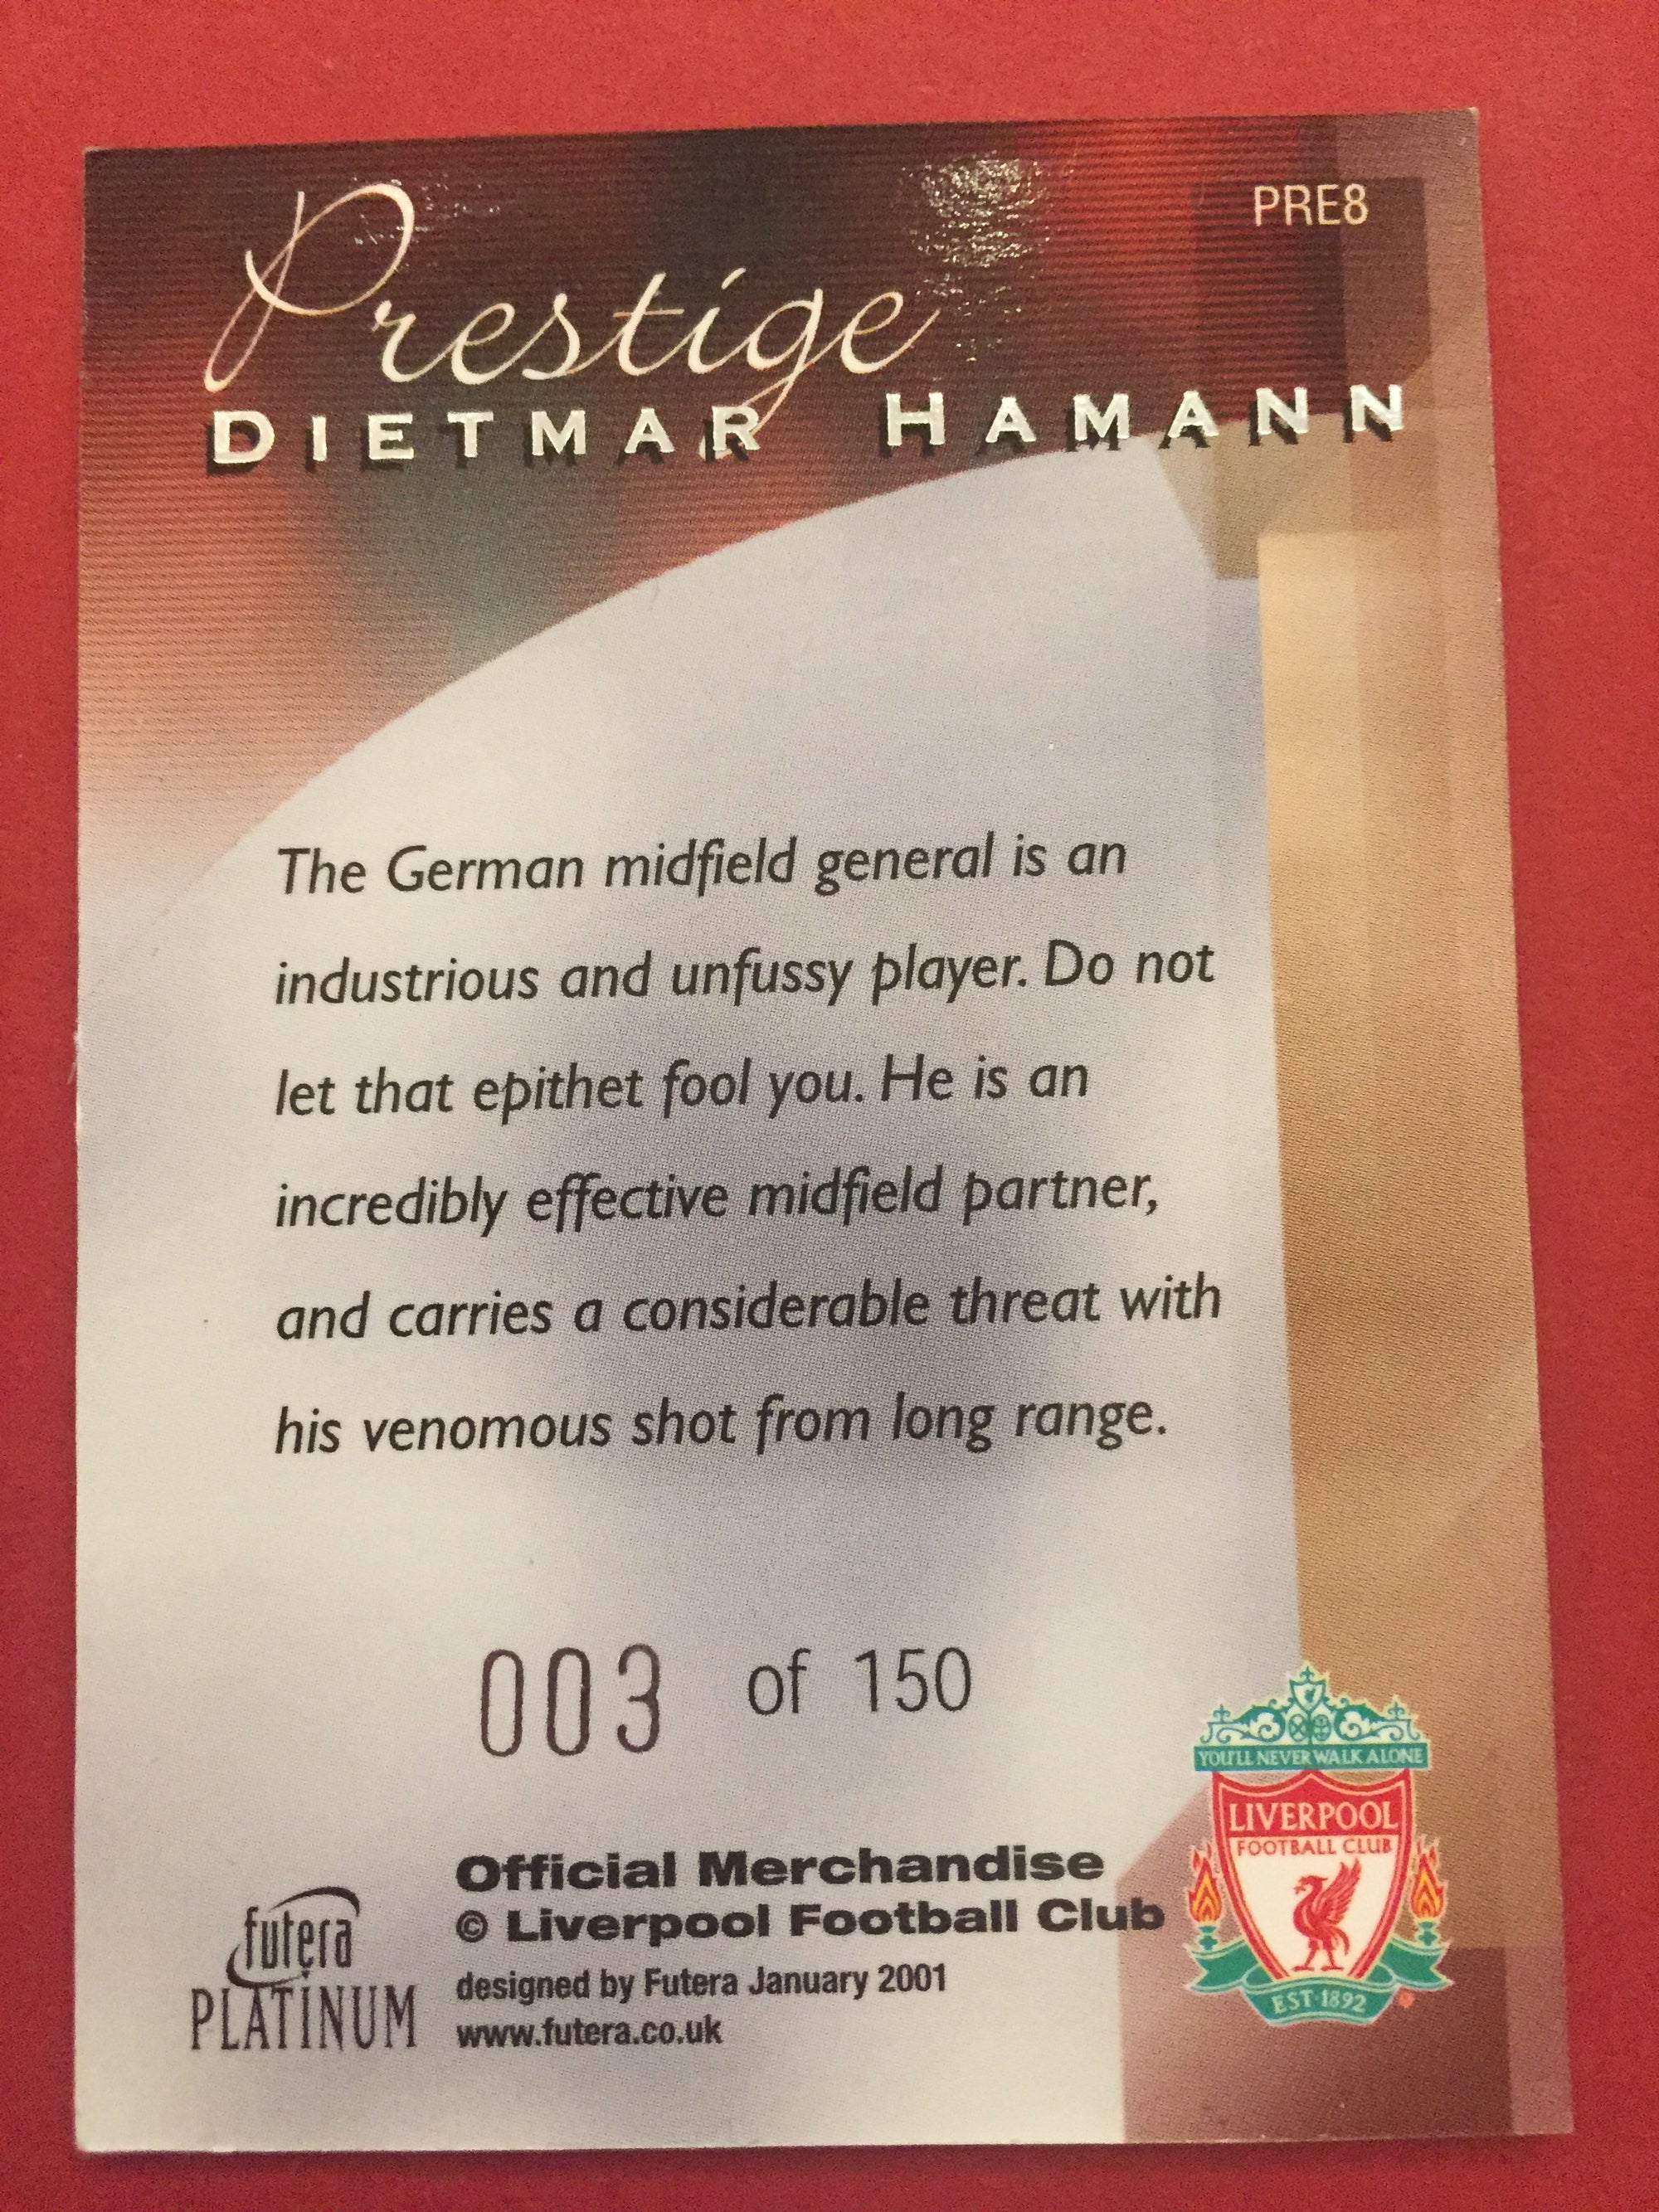 PRE8
Prestige
DIETMAR HAMANN
The German midfield general is an
industrious and unfussy player. Do not
let that epithet fool you. He is an
incredibly effective midfield partner,
and carries a considerable threat with
his venomous shot from long range.
003 of 150
YOU'LL NEVER WALK ALONE
LIVERPOOL
FOOTBALL CLUB
EST·1892
Official Merchandise
© Liverpool Football Club
designed by Futera January 2001
www.futera.co.uk
futera
PLATINUM